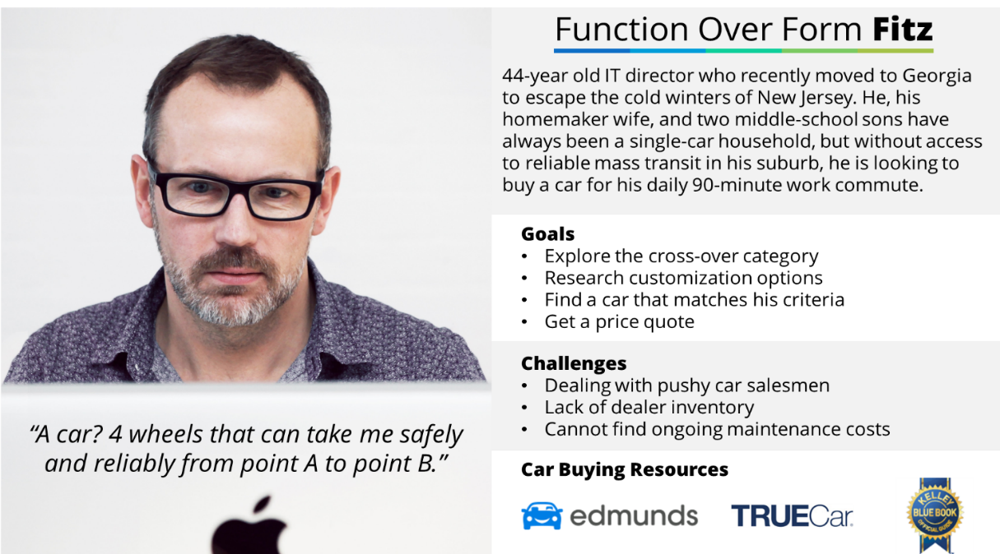 Function Over Form Fitz
44-year old IT director who recently moved to Georgia
to escape the cold winters of New Jersey. He, his
homemaker wife, and two middle-school sons have
always been a single-car household, but without access
to reliable mass transit in his suburb, he is looking to
buy a car for his daily 90-minute work commute.
Goals
• Explore the cross-over category
• Research customization options
• Find a car that matches his criteria
• Get a price quote
Challenges
• Dealing with pushy car salesmen
• Lack of dealer inventory
• Cannot find ongoing maintenance costs
“A car? 4 wheels that can take me safely
and reliably from point A to point B.”
Car Buying Resources
edmunds
TRUECar.
KELLEY
BLUE BOOK
OFFICIAL GUIDE